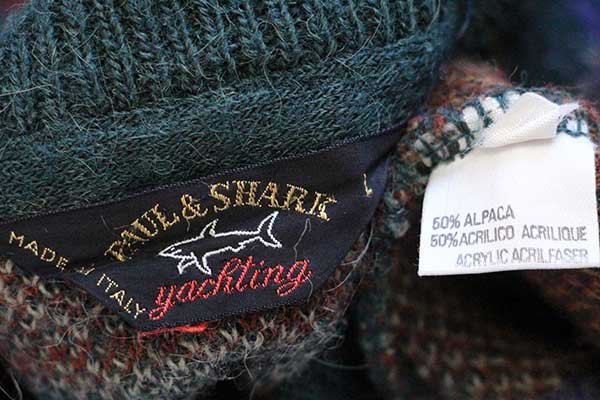 PAUL & SHARK
L
yachting
MADE IN ITALY
50% ALPACA
50% ACRILICO ACRILIQUE
ACRYLIC ACRILFASER